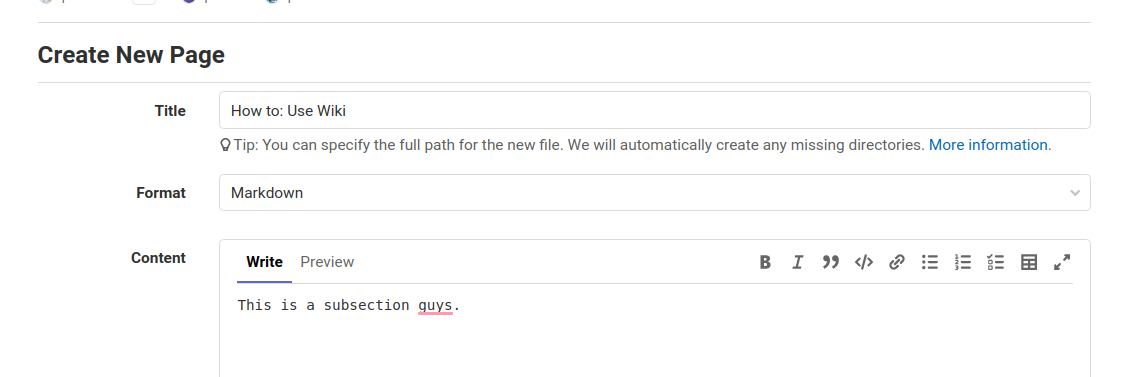 Create New Page
Title
How to: Use Wiki
Tip: You can specify the full path for the new file. We will automatically create any missing directories. More information.
Format
Markdown
Content
Write Preview
This is a subsection guys.